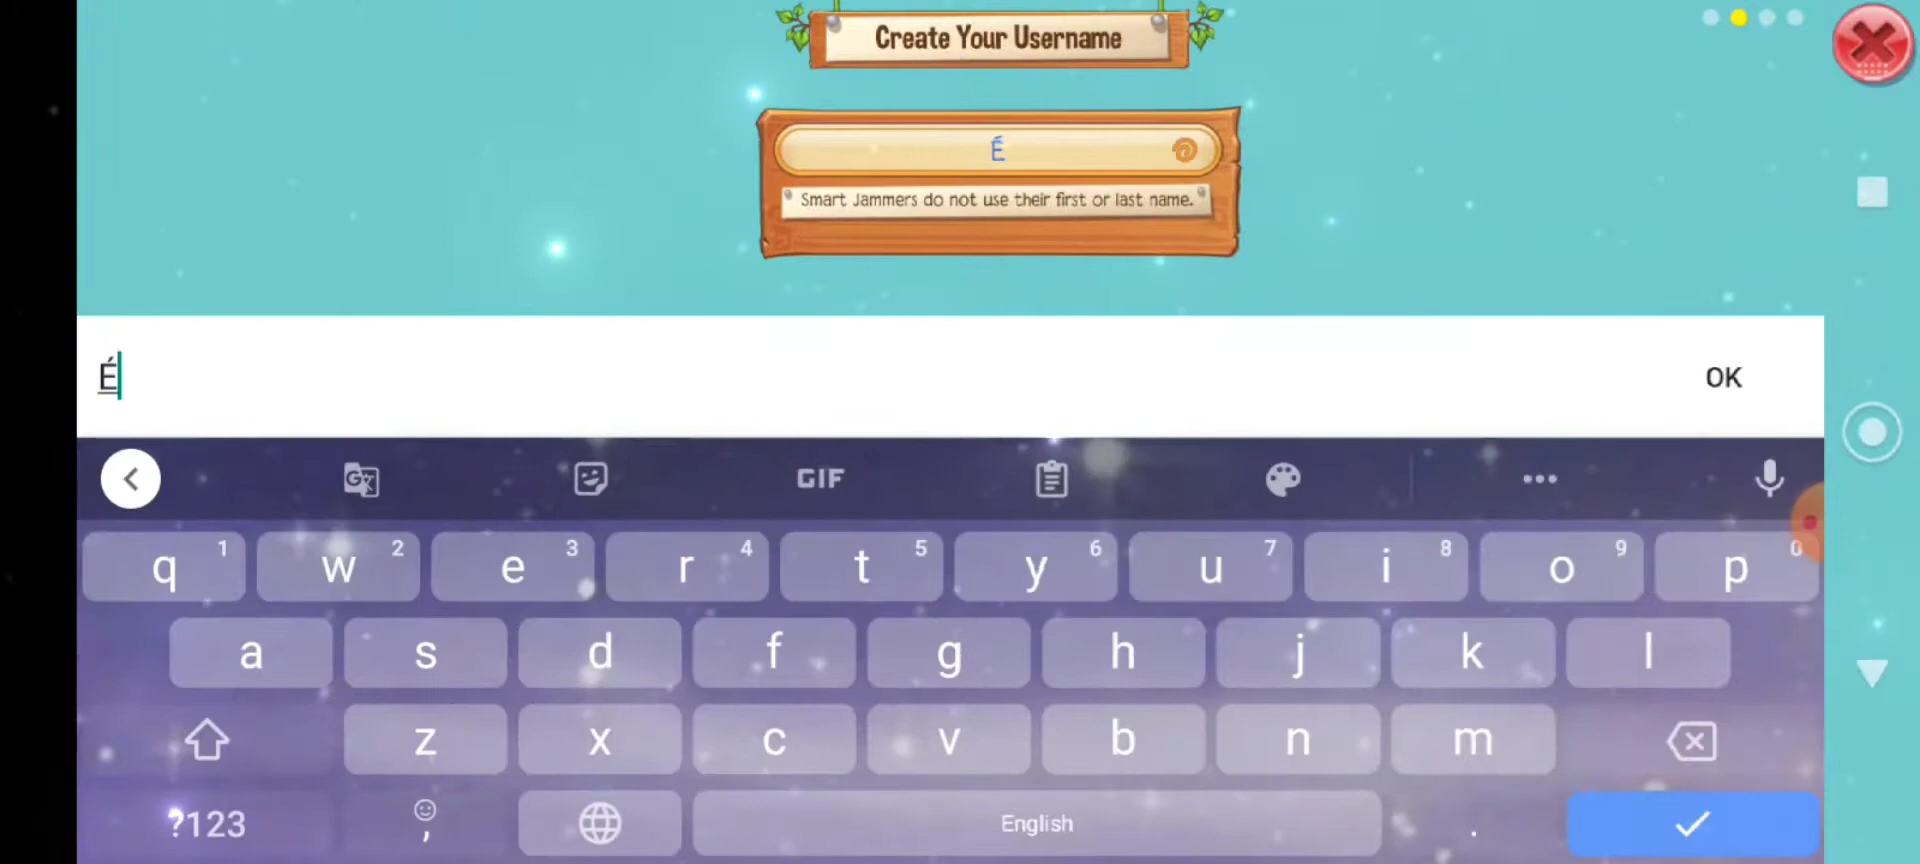 Create Your Username
É
Smart Jammers do not use their first or last name.
É
OK
GIF
q 1 w 2 e 3 r 4 t 5 y 6 u 7 i 8 o 9 p 0
a s d f g h j k l
z x c v b n m
?123 , English .